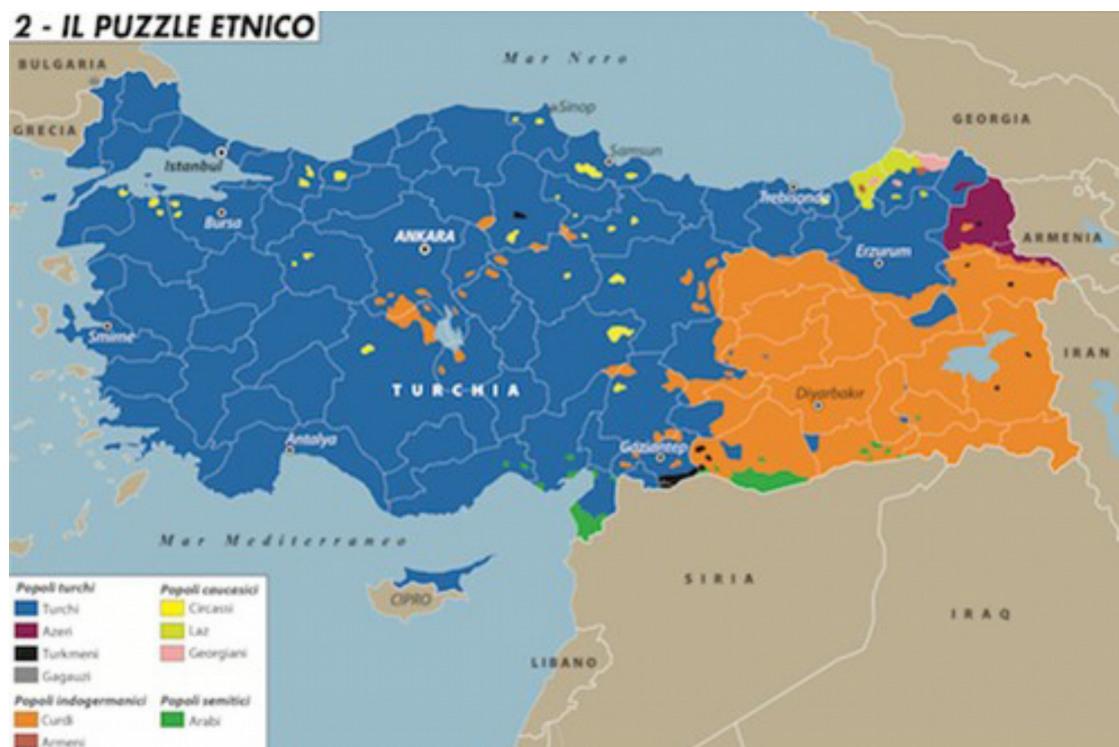 2 - IL PUZZLE ETNICO
BULGARIA
Mar Nero
Sinop
GRECIA
GEORGIA
Istanbul
Samsun
Trebisonda
Bursa
ANKARA
ARMENIA
Erzurum
Smirne
IRAN
TURCHIA
Diyarbakır
Antalya
Gaziantep
Mar Mediterraneo
SIRIA
CIPRO
IRAQ
LIBANO
Popoli turchi
Turchi
Azeri
Turkmeni
Gagauzi
Popoli indogermanici
Curdi
Armeni
Popoli caucasici
Circassi
Laz
Georgiani
Popoli semitici
Arabi